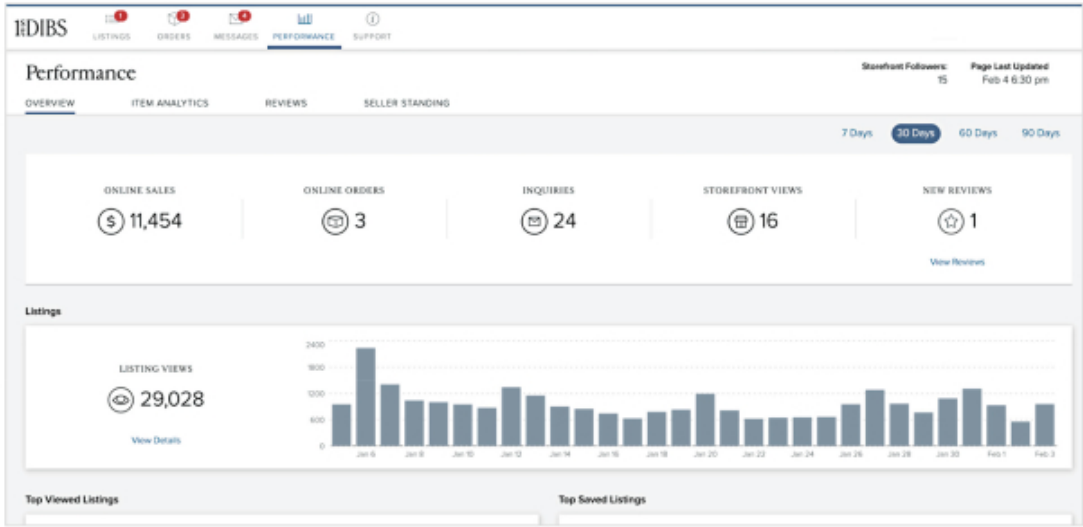 1STDIBS
1 LISTINGS
3 ORDERS
4 MESSAGES
PERFORMANCE
SUPPORT
Performance
Storefront Followers:
15
Page Last Updated
Feb 4 6:30 pm
OVERVIEW ITEM ANALYTICS REVIEWS SELLER STANDING
7 Days 30 Days 60 Days 90 Days
ONLINE SALES
$ 11,454
ONLINE ORDERS
3
INQUIRIES
24
STOREFRONT VIEWS
16
NEW REVIEWS
1
View Reviews
Listings
LISTING VIEWS
29,028
View Details
2400
1800
1200
600
0
Jan 6 Jan 8 Jan 10 Jan 12 Jan 14 Jan 16 Jan 18 Jan 20 Jan 22 Jan 24 Jan 26 Jan 28 Jan 30 Feb 1 Feb 3
Top Viewed Listings
Top Saved Listings